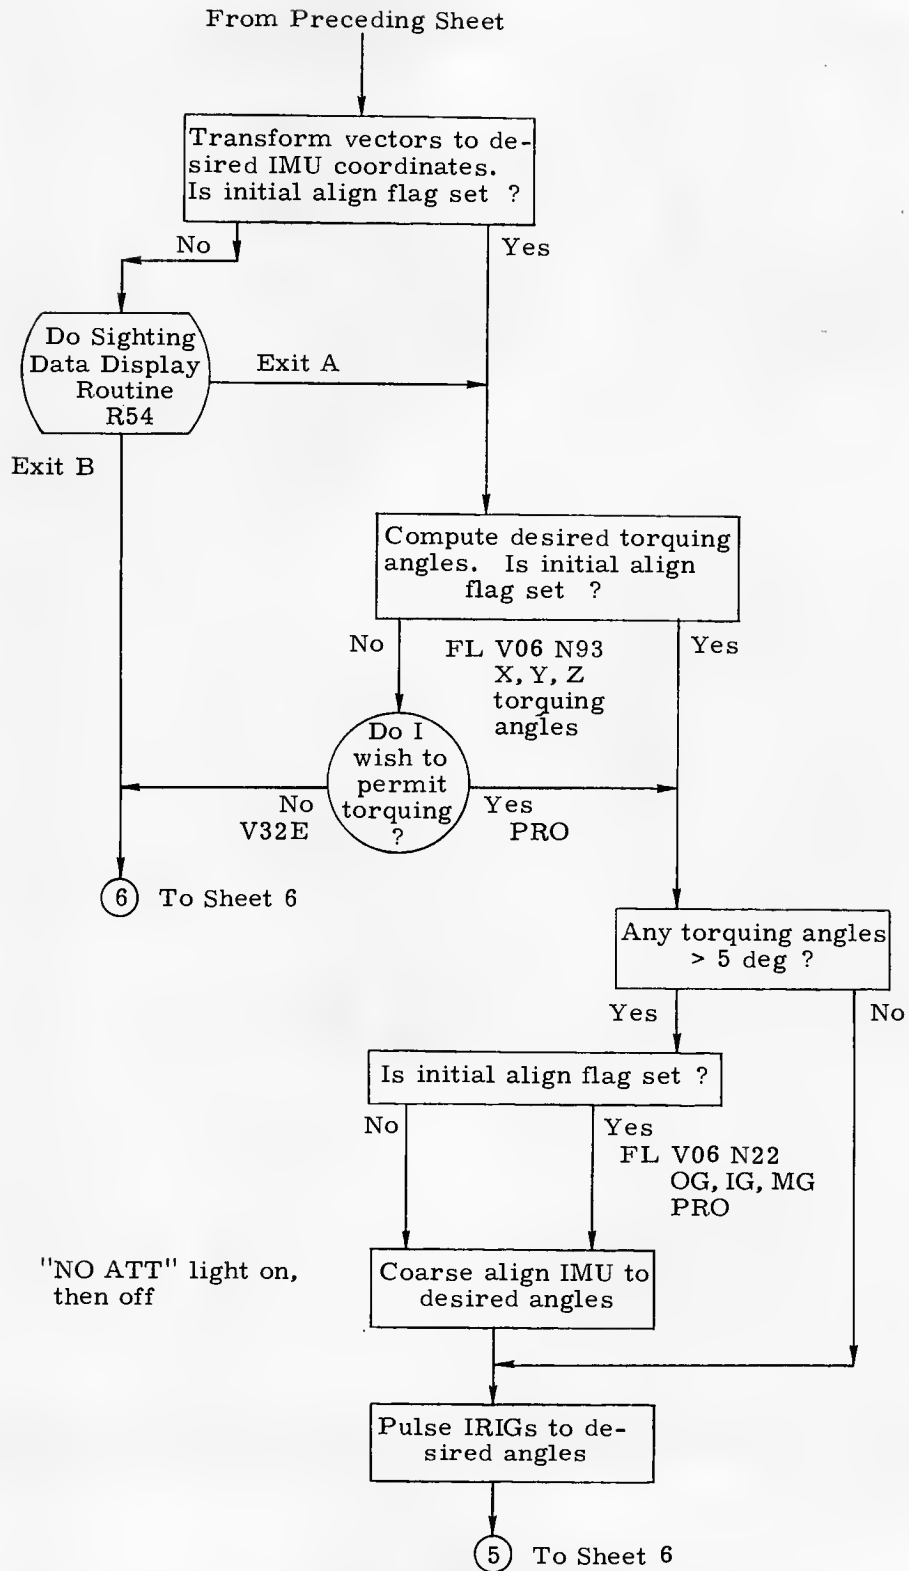 From Preceding Sheet
Transform vectors to de-
sired IMU coordinates.
Is initial align flag set ?
No
Yes
Do Sighting
Data Display
Routine
R54
Exit A
Exit B
Compute desired torquing
angles. Is initial align
flag set ?
No
FL V06 N93
X, Y, Z
torquing
angles
Yes
Do I
wish to
permit
torquing
?
No
V32E
Yes
PRO
6 To Sheet 6
Any torquing angles
> 5 deg ?
Yes
No
Is initial align flag set ?
No
Yes
FL V06 N22
OG, IG, MG
PRO
"NO ATT" light on,
then off
Coarse align IMU to
desired angles
Pulse IRIGs to de-
sired angles
5 To Sheet 6